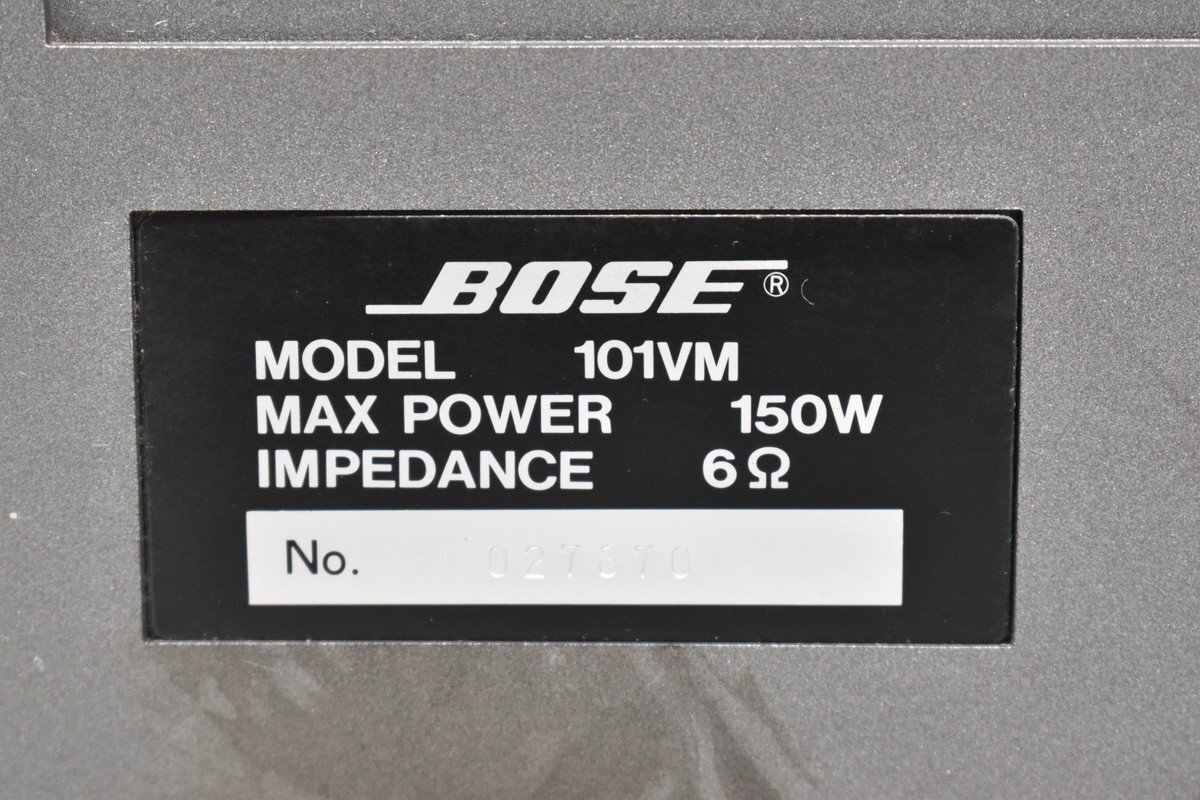 BOSE®
MODEL 101VM
MAX POWER 150W
IMPEDANCE 6Ω
No.